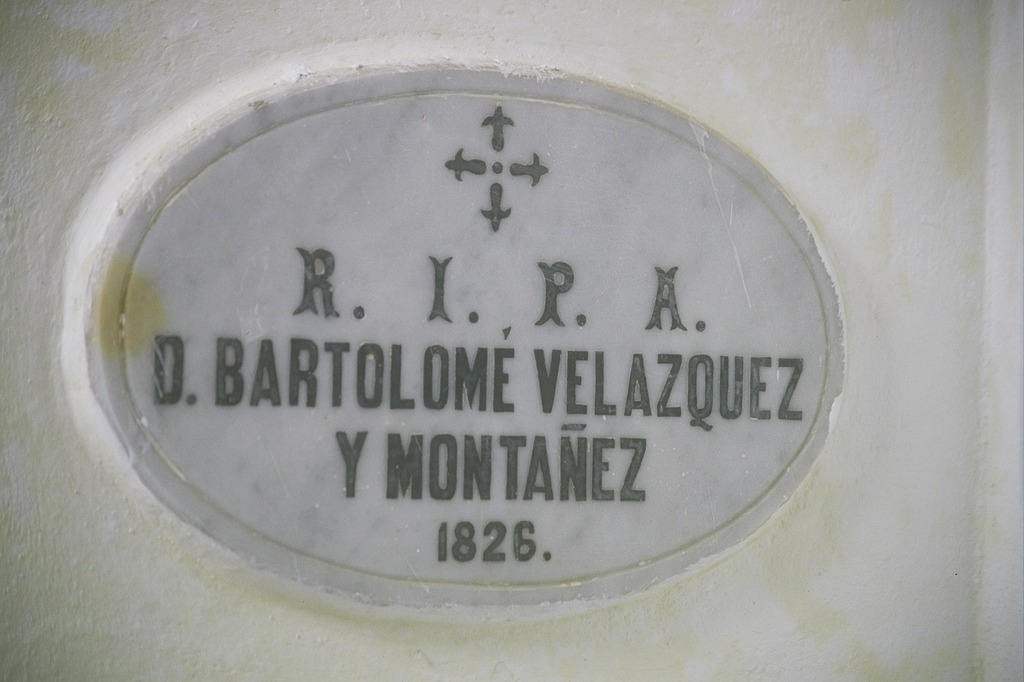 R. I. P. A.
D. BARTOLOMÉ VELAZQUEZ
Y MONTAÑEZ
1826.